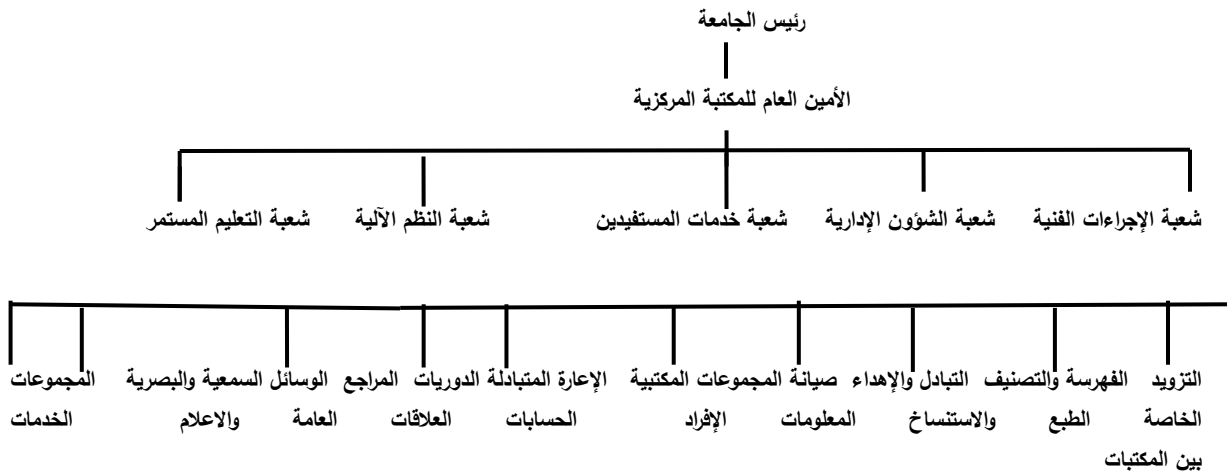 رئيس الجامعة
الأمين العام للمكتبة المركزية
شعبة الإجراءات الفنية شعبة الشؤون الإدارية شعبة خدمات المستفيدين شعبة النظم الآلية شعبة التعليم المستمر
التزويد الفهرسة والتصنيف التبادل والإهداء صيانة المجموعات المكتبية الإعارة المتبادلة الدوريات المراجع الوسائل السمعية والبصرية المجموعات
الخاصة الطبع والاستنساخ المعلومات الإفراد الحسابات العلاقات العامة والاعلام الخدمات
بين المكتبات